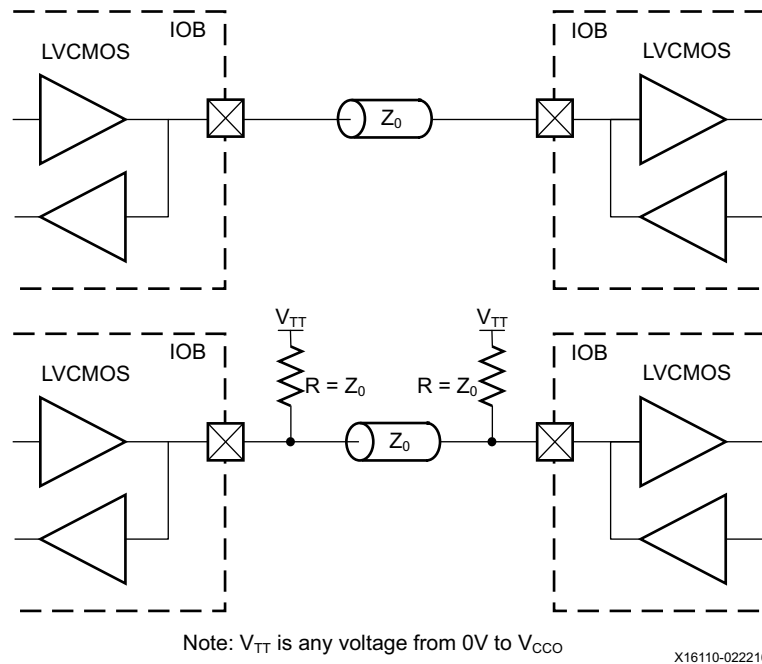 IOB
LVCMOS
Z0
IOB
LVCMOS
VTT
VTT
IOB
LVCMOS
R = Z0
R = Z0
Z0
IOB
LVCMOS
Note: VTT is any voltage from 0V to VCCO